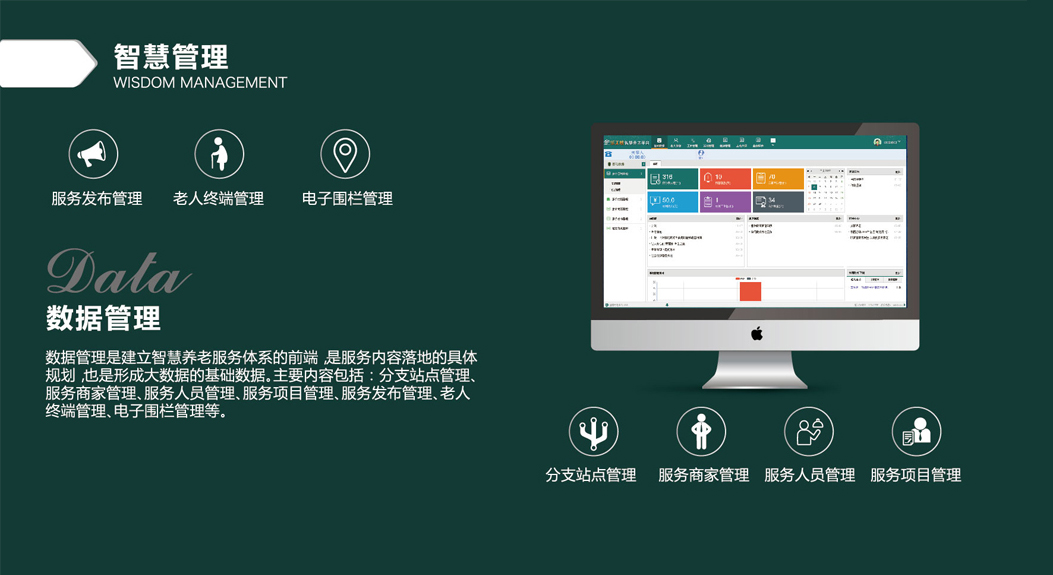 智慧管理
WISDOM MANAGEMENT
服务发布管理
老人终端管理
电子围栏管理
Data
数据管理
数据管理是建立智慧养老服务体系的前端,是服务内容落地的具体
规划,也是形成大数据的基础数据。主要内容包括:分支站点管理、
服务商家管理、服务人员管理、服务项目管理、服务发布管理、老人
终端管理、电子围栏管理等。
316
10
70
50.0
1
34
分支站点管理
服务商家管理
服务人员管理
服务项目管理